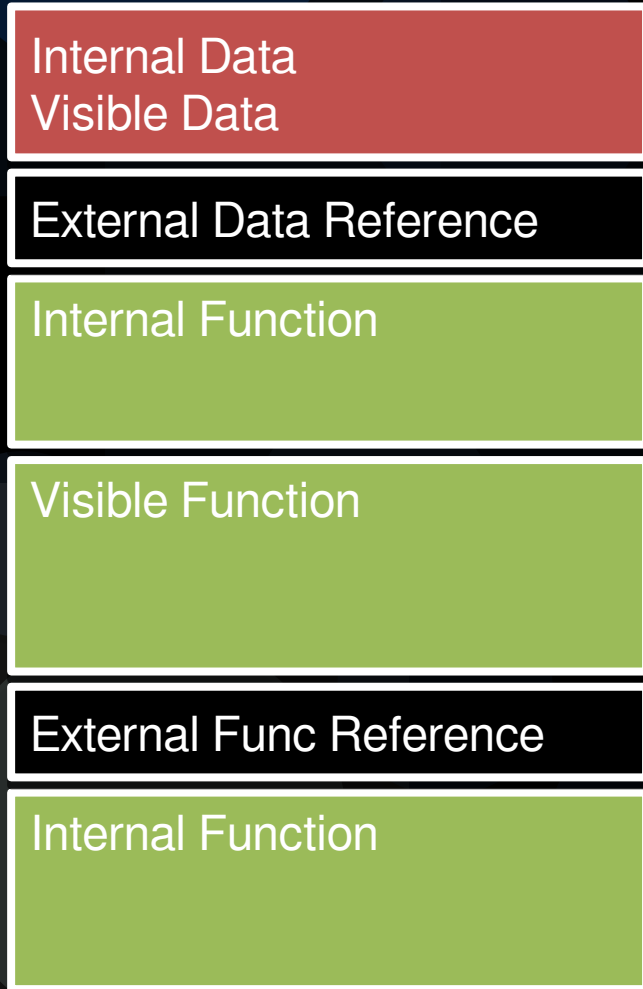 Internal Data
Visible Data
External Data Reference
Internal Function
Visible Function
External Func Reference
Internal Function